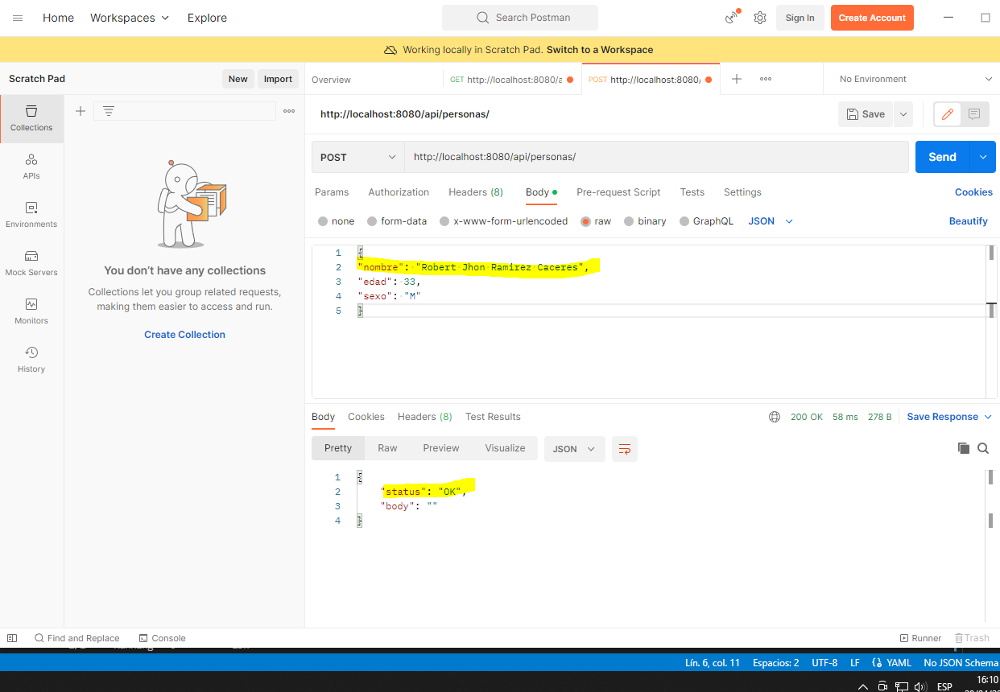 Home Workspaces Explore Search Postman Sign In Create Account
Working locally in Scratch Pad. Switch to a Workspace
Scratch Pad New Import Overview GET http://localhost:8080/a POST http://localhost:8080/ No Environment
Collections
APIs
Environments
Mock Servers
Monitors
History
You don't have any collections
Collections let you group related requests,
making them easier to access and run.
Create Collection
http://localhost:8080/api/personas/ Save
POST http://localhost:8080/api/personas/ Send
Params Authorization Headers (8) Body Pre-request Script Tests Settings Cookies
none form-data x-www-form-urlencoded raw binary GraphQL JSON Beautify
1 {
2 "nombre": "Robert Jhon Ramirez Caceres",
3 "edad": 33,
4 "sexo": "M"
5 }
Body Cookies Headers (8) Test Results 200 OK 58 ms 278 B Save Response
Pretty Raw Preview Visualize JSON
1 {
2 "status": "OK",
3 "body": ""
4 }
Find and Replace Console Runner Trash
Lín. 6, col. 11 Espacios: 2 UTF-8 LF YAML No JSON Schema
ESP 16:10